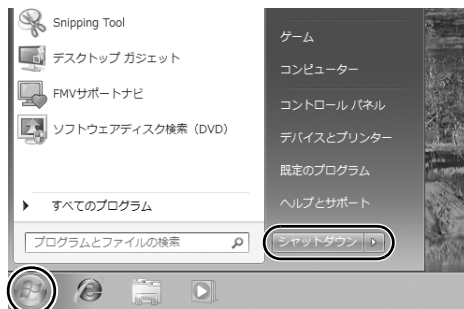 Snipping Tool
デスクトップ ガジェット
FMVサポートナビ
ソフトウェアディスク検索（DVD）
すべてのプログラム
プログラムとファイルの検索
ゲーム
コンピューター
コントロール パネル
デバイスとプリンター
既定のプログラム
ヘルプとサポート
シャットダウン